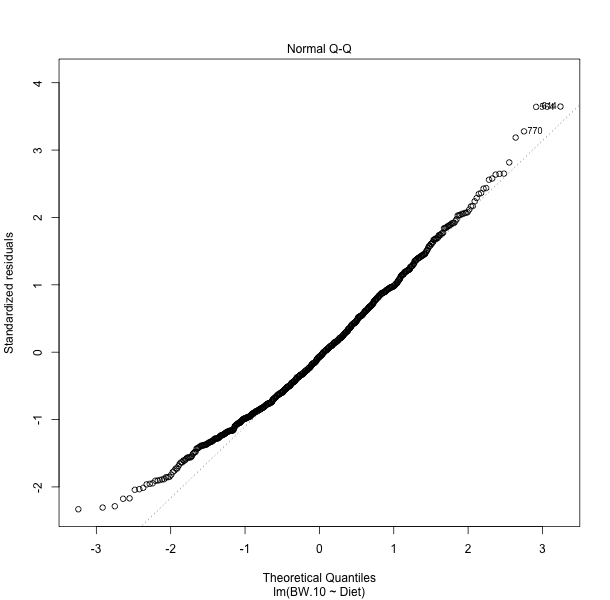 Normal Q-Q
4
3
2
1
0
-1
-2
Standardized residuals
770
-3 -2 -1 0 1 2 3
Theoretical Quantiles
lm(BW.10 ~ Diet)